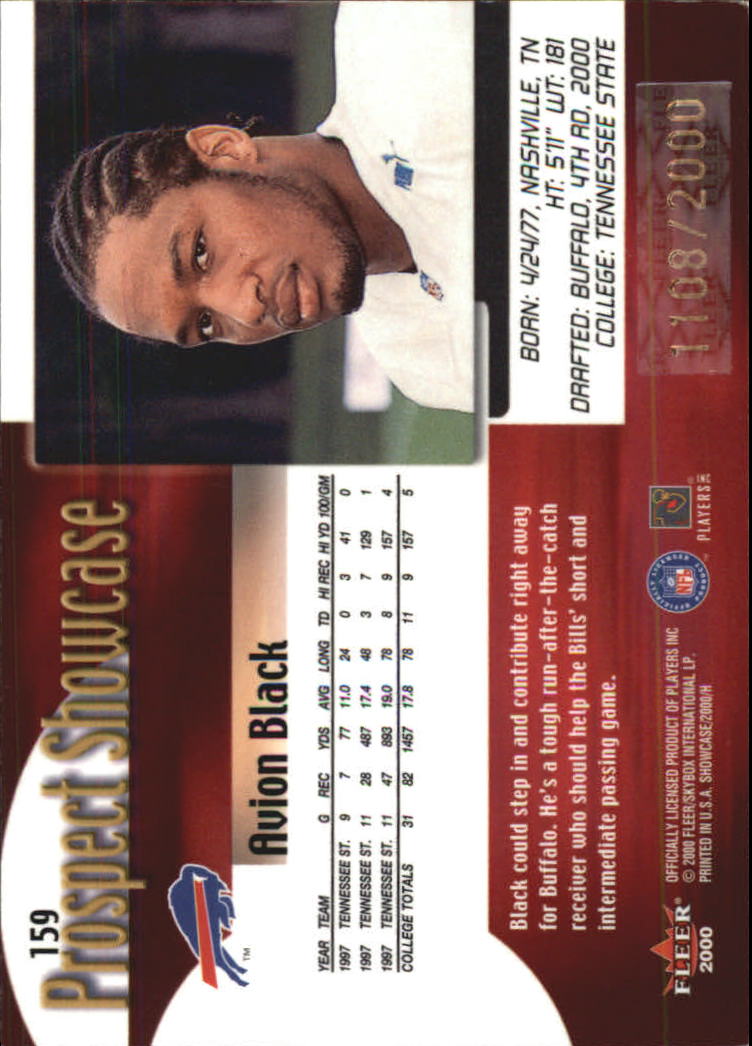 159
Prospect Showcase
TM
Avion Black
YEAR TEAM G REC YDS AVG LONG TD HI REC HI YD 100/GM
1997 TENNESSEE ST. 9 7 77 11.0 24 0 3 41 0
1997 TENNESSEE ST. 11 28 487 17.4 48 3 7 129 1
1997 TENNESSEE ST. 11 47 893 19.0 78 8 9 157 4
COLLEGE TOTALS 31 82 1457 17.8 78 11 9 157 5
BORN: 4/24/77, NASHVILLE, TN
HT: 5'11" WT: 181
DRAFTED: BUFFALO, 4TH RD, 2000
COLLEGE: TENNESSEE STATE
Black could step in and contribute right away
for Buffalo. He's a tough run-after-the-catch
receiver who should help the Bills' short and
intermediate passing game.
1108/2000
FLEER
2000
OFFICIALLY LICENSED PRODUCT OF PLAYERS INC
© 2000 FLEER/SKYBOX INTERNATIONAL LP.
PRINTED IN U.S.A. SHOWCASE2000/H
NFL
PLAYERS INC